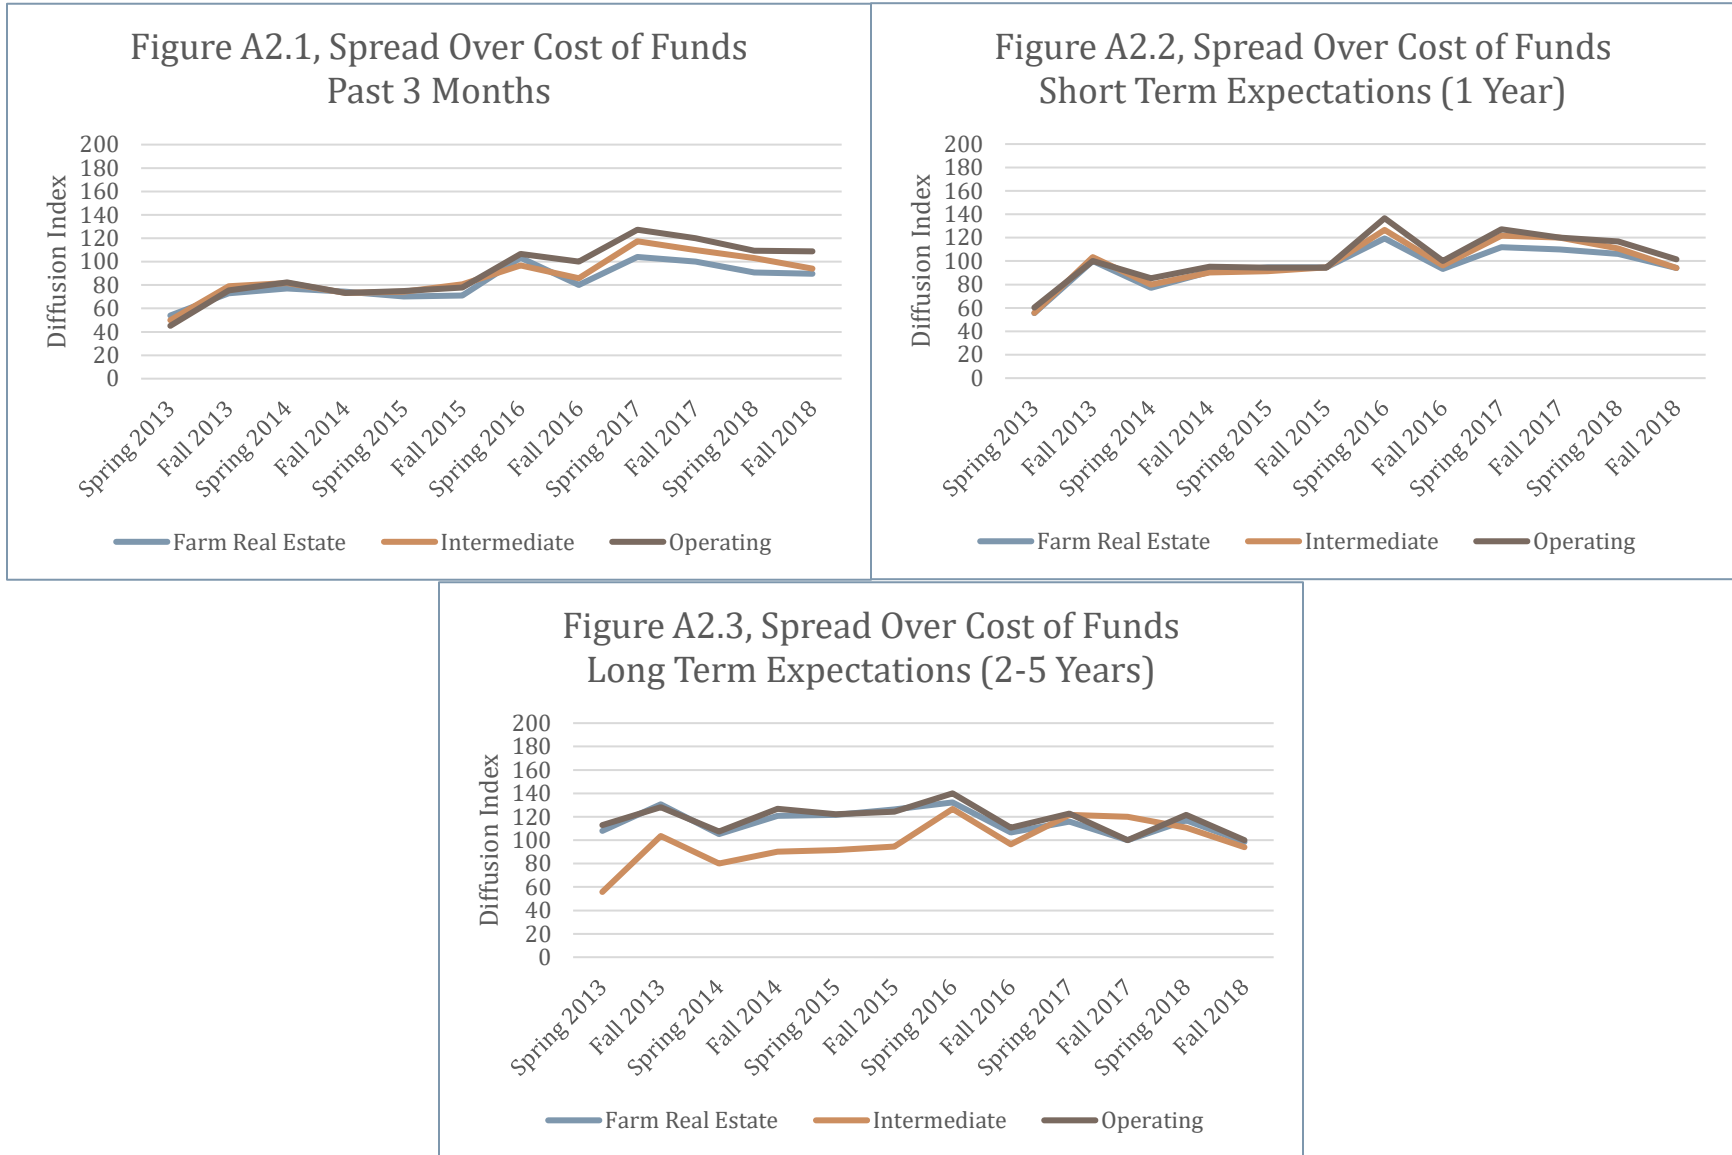 Figure A2.1, Spread Over Cost of Funds
Past 3 Months
Diffusion Index
200
180
160
140
120
100
80
60
40
20
0
Spring 2013
Fall 2013
Spring 2014
Fall 2014
Spring 2015
Fall 2015
Spring 2016
Fall 2016
Spring 2017
Fall 2017
Spring 2018
Fall 2018
Farm Real Estate Intermediate Operating
Figure A2.2, Spread Over Cost of Funds
Short Term Expectations (1 Year)
Diffusion Index
200
180
160
140
120
100
80
60
40
20
0
Spring 2013
Fall 2013
Spring 2014
Fall 2014
Spring 2015
Fall 2015
Spring 2016
Fall 2016
Spring 2017
Fall 2017
Spring 2018
Fall 2018
Farm Real Estate Intermediate Operating
Figure A2.3, Spread Over Cost of Funds
Long Term Expectations (2-5 Years)
Diffusion Index
200
180
160
140
120
100
80
60
40
20
0
Spring 2013
Fall 2013
Spring 2014
Fall 2014
Spring 2015
Fall 2015
Spring 2016
Fall 2016
Spring 2017
Fall 2017
Spring 2018
Fall 2018
Farm Real Estate Intermediate Operating